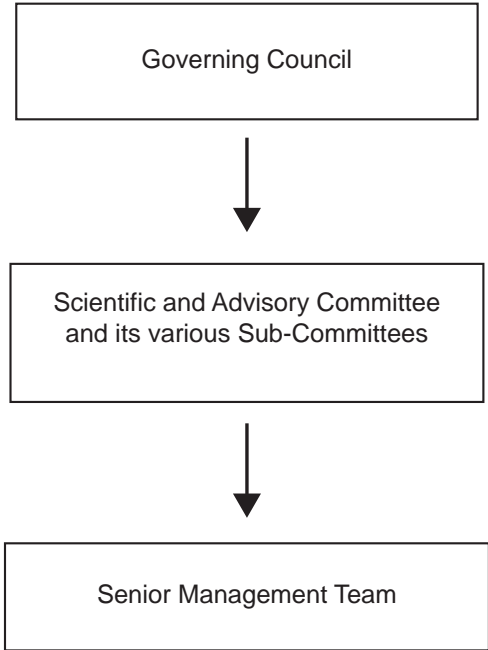 Governing Council
Scientific and Advisory Committee
and its various Sub-Committees
Senior Management Team